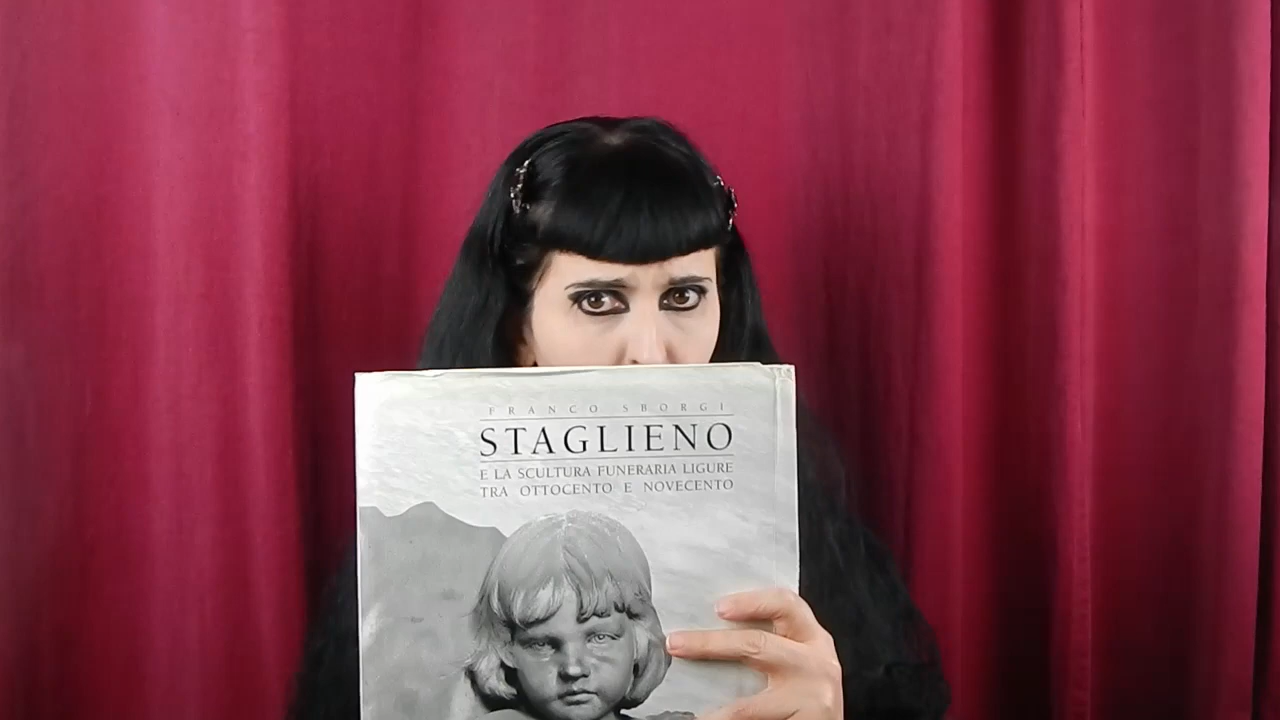 FRANCO SBORGI
STAGLIENO
E LA SCULTURA FUNERARIA LIGURE
TRA OTTOCENTO E NOVECENTO